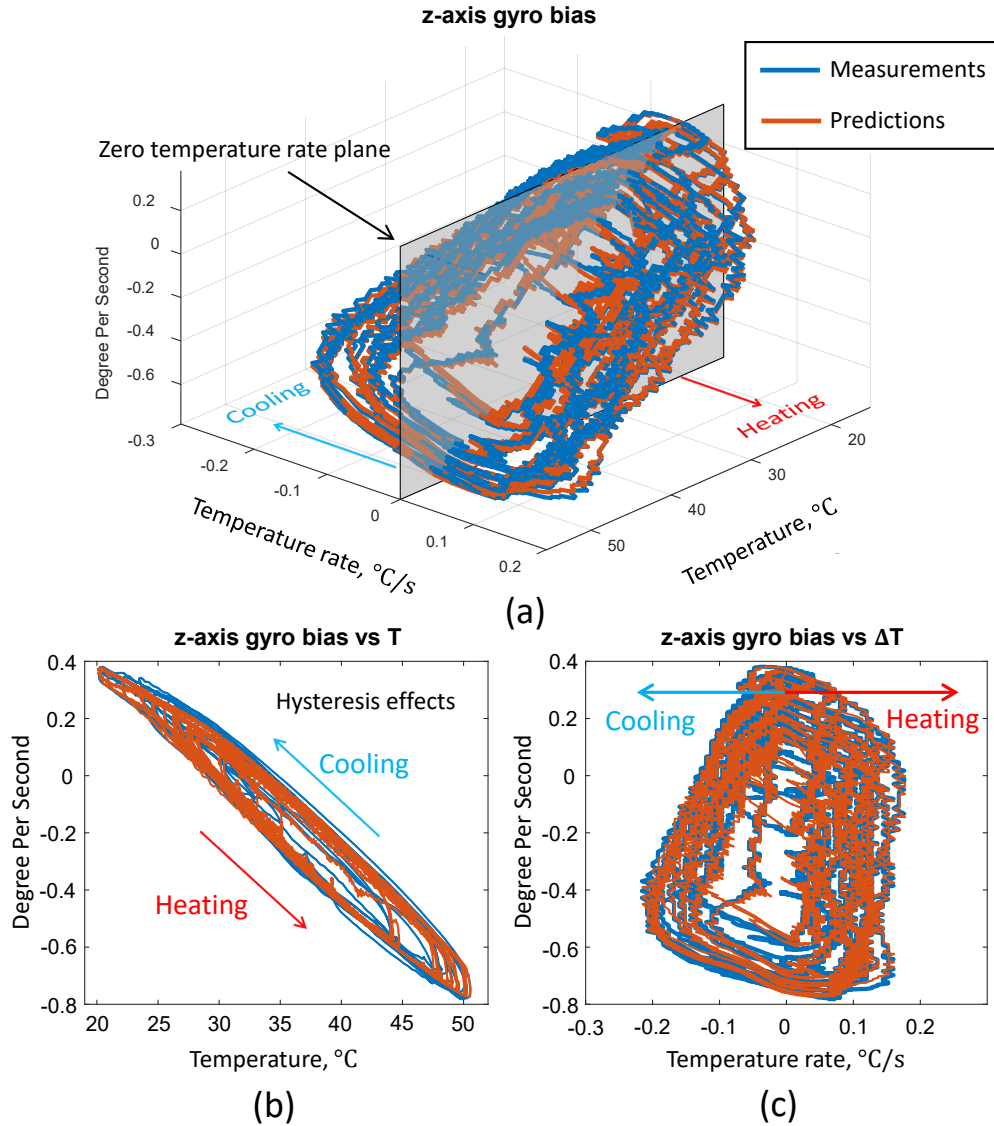 z-axis gyro bias
Measurements
Predictions
Zero temperature rate plane
Degree Per Second
0.2
0
-0.2
-0.4
-0.6
Cooling
Heating
-0.3
-0.2
-0.1
0
0.1
0.2
Temperature rate, °C/s
20
30
40
50
Temperature, °C
(a)
z-axis gyro bias vs T
Degree Per Second
0.4
0.2
0
-0.2
-0.4
-0.6
-0.8
Hysteresis effects
Cooling
Heating
20
25
30
35
40
45
50
Temperature, °C
(b)
z-axis gyro bias vs ΔT
Degree Per Second
0.4
0.2
0
-0.2
-0.4
-0.6
-0.8
Cooling
Heating
-0.3
-0.2
-0.1
0
0.1
0.2
Temperature rate, °C/s
(c)